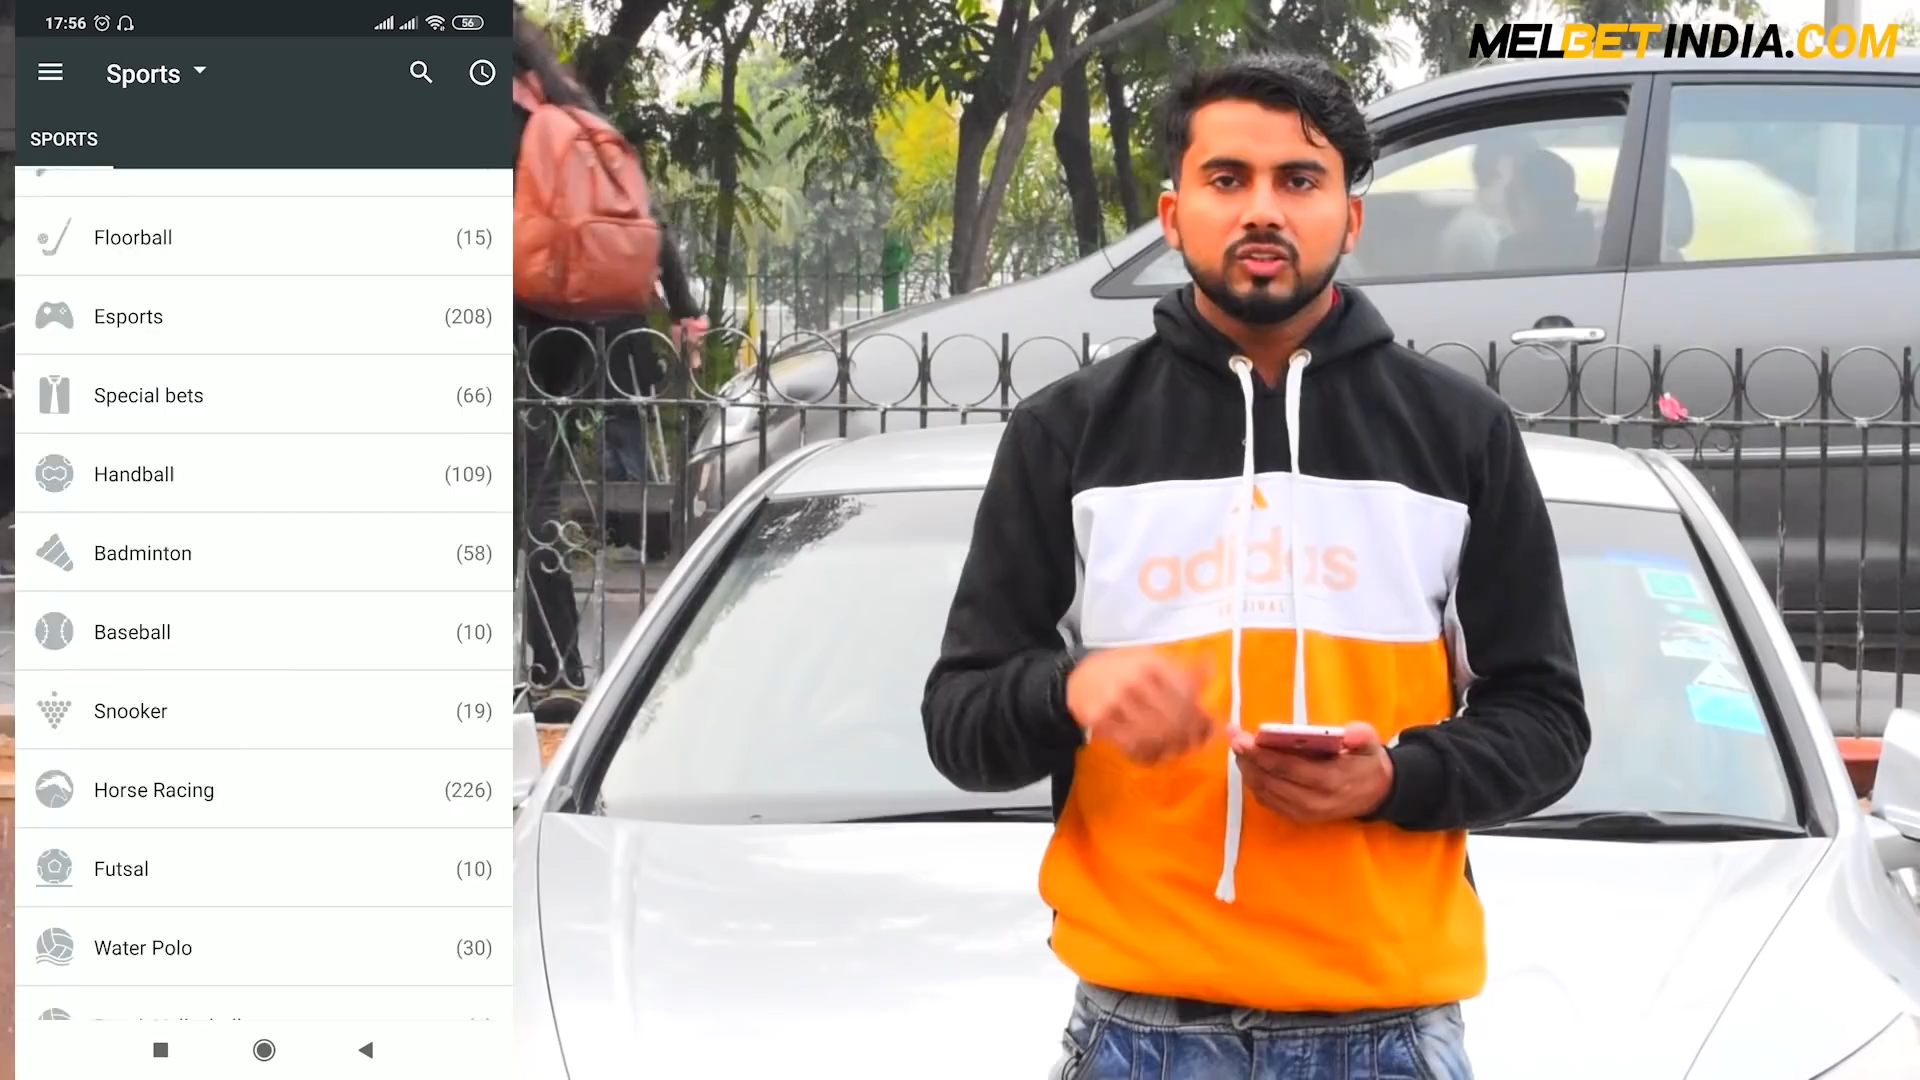 17:56
56
MELBETINDIA.COM
Sports
SPORTS
Floorball (15)
Esports (208)
Special bets (66)
Handball (109)
Badminton (58)
Baseball (10)
Snooker (19)
Horse Racing (226)
Futsal (10)
Water Polo (30)
adidas